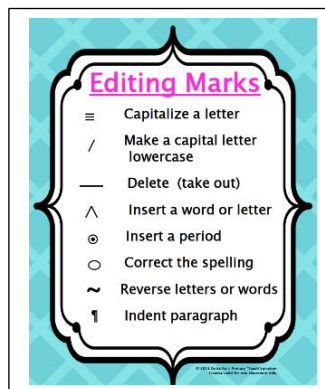 Editing Marks
≡ Capitalize a letter
/ Make a capital letter
lowercase
— Delete (take out)
^ Insert a word or letter
⊙ Insert a period
○ Correct the spelling
~ Reverse letters or words
¶ Indent paragraph